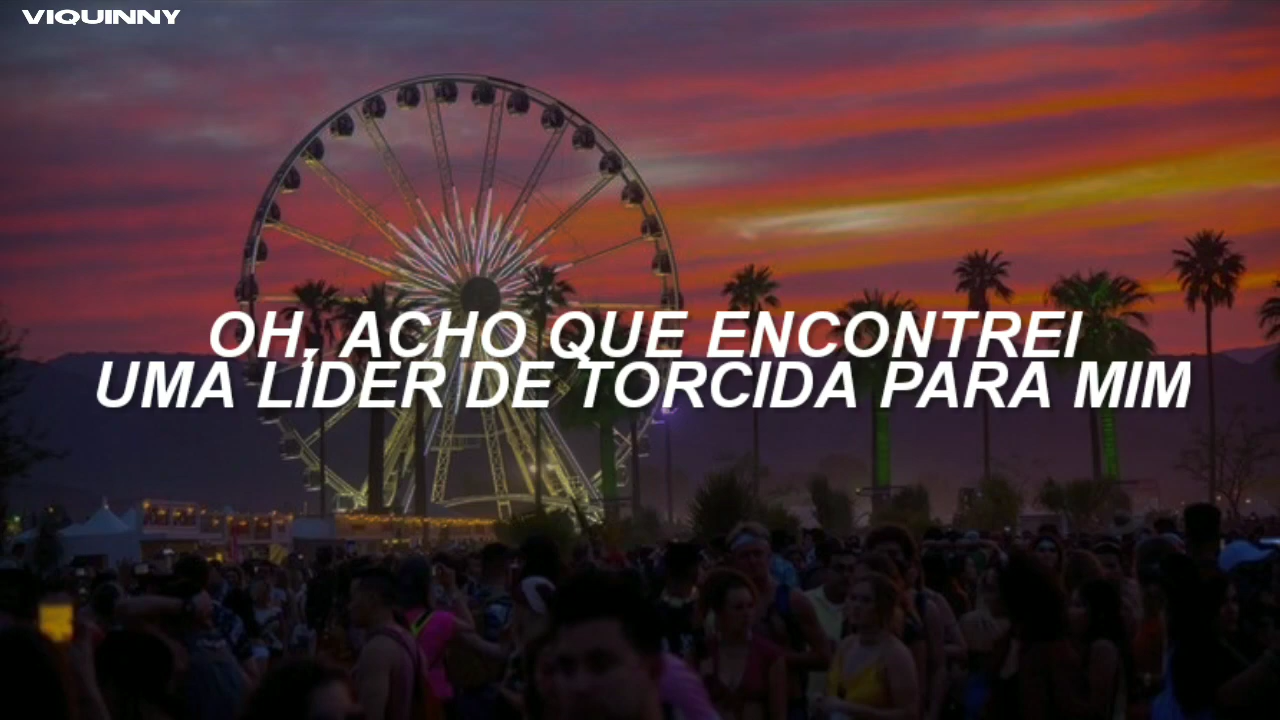 VIQUINNY
OH, ACHO QUE ENCONTREI
UMA LÍDER DE TORCIDA PARA MIM